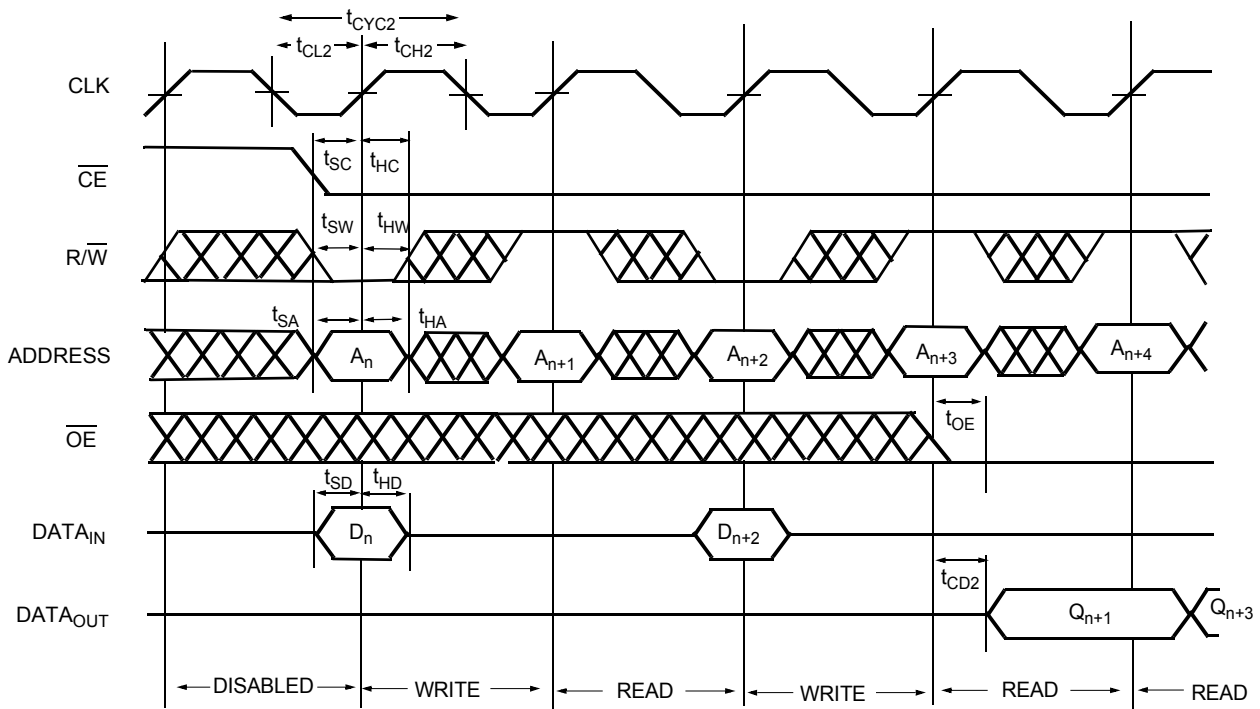 tCYC2
tCL2 tCH2
CLK
tSC tHC
CE
tSW tHW
R/W
tSA tHA
ADDRESS An An+1 An+2 An+3 An+4
tOE
OE
tSD tHD
DATAIN Dn Dn+2
tCD2
DATAOUT Qn+1 Qn+3
DISABLED WRITE READ WRITE READ READ